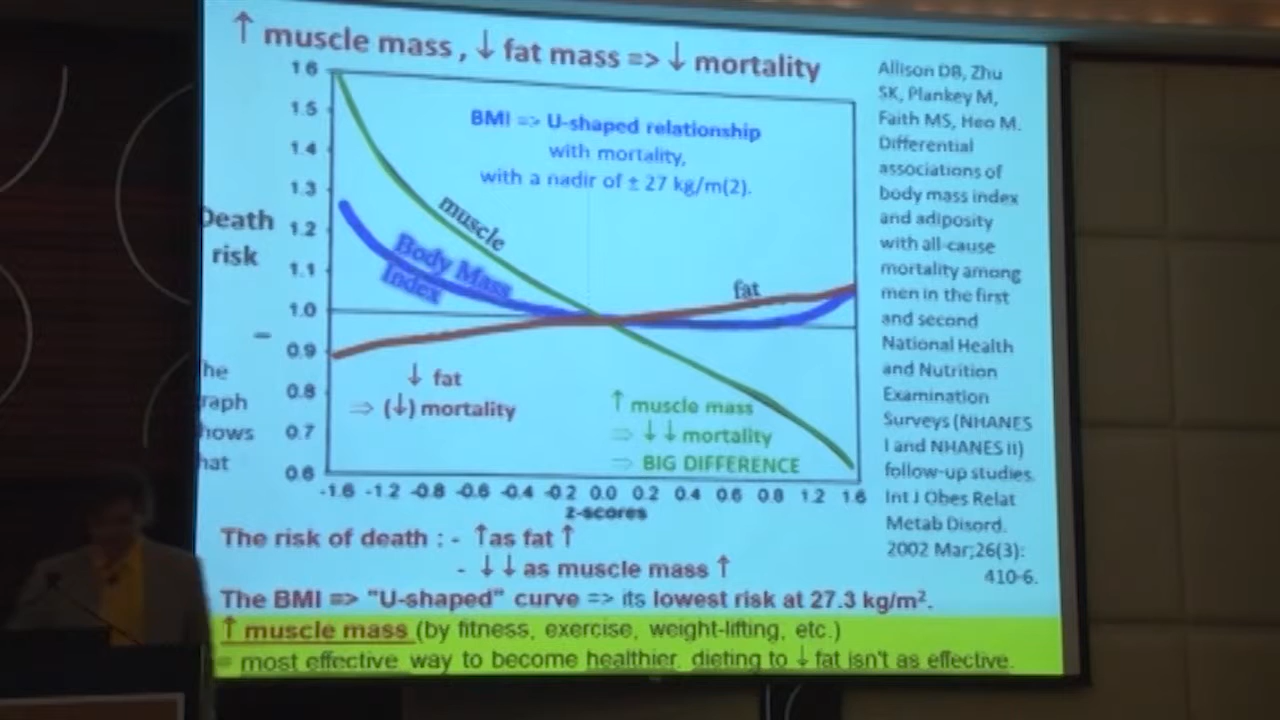 ↑ muscle mass , ↓ fat mass => ↓ mortality
1 6
1.5
1 4
1.3
1.2
1 1
1 0
0.9
0.8
0.7
0.6
Death
risk
BMI => U-shaped relationship
with mortality,
with a nadir of ± 27 kg/m(2).
muscle
Body Mass
Index
fat
↓ fat
⇒ (↓) mortality
↑ muscle mass
⇒ ↓ ↓ mortality
⇒ BIG DIFFERENCE
-1.6 -1 2 -0.8 -0.6 -0.4 -0.2 0.0 0.2 0.4 0.6 0.8 1 2 1 6
z-scores
he
raph
hows
hat
Allison DB, Zhu
SK, Plankey M,
Faith MS, Heo M.
Differential
associations of
body mass index
and adiposity
with all-cause
mortality among
men in the first
and second
National Health
and Nutrition
Examination
Surveys (NHANES
I and NHANES II)
follow-up studies.
Int J Obes Relat
Metab Disord.
2002 Mar;26(3):
410-6.
The risk of death : - ↑as fat ↑
- ↓ ↓ as muscle mass ↑
The BMI => "U-shaped" curve => its lowest risk at 27.3 kg/m².
↑ muscle mass (by fitness, exercise, weight-lifting, etc.)
= most effective way to become healthier, dieting to ↓ fat isn't as effective.